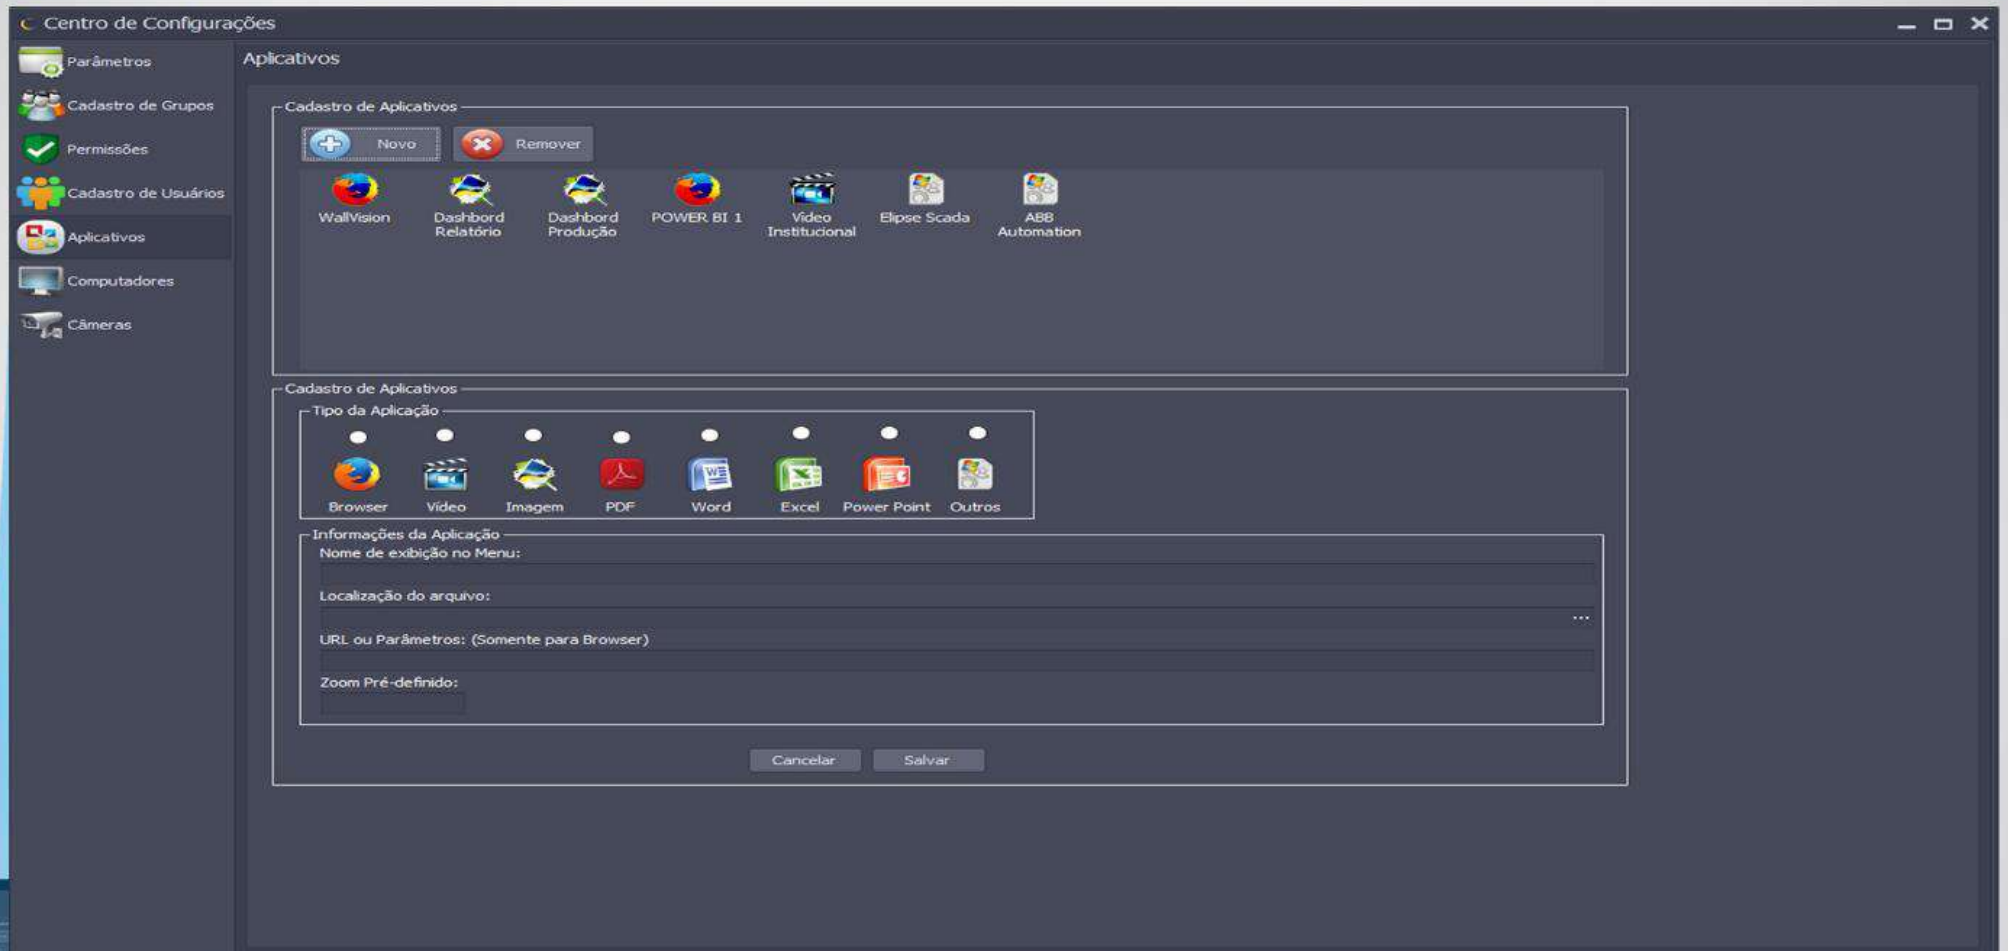 Centro de Configurações
Parâmetros
Cadastro de Grupos
Permissões
Cadastro de Usuários
Aplicativos
Computadores
Câmeras
Aplicativos
Cadastro de Aplicativos
Novo Remover
WallVision
Dashbord
Relatório
Dashbord
Produção
POWER BI 1
Vídeo
Institucional
Elipse Scada
ABB
Automation
Cadastro de Aplicativos
Tipo da Aplicação
Browser Vídeo Imagem PDF Word Excel Power Point Outros
Informações da Aplicação
Nome de exibição no Menu:
Localização do arquivo:
...
URL ou Parâmetros: (Somente para Browser)
Zoom Pré-definido:
Cancelar Salvar